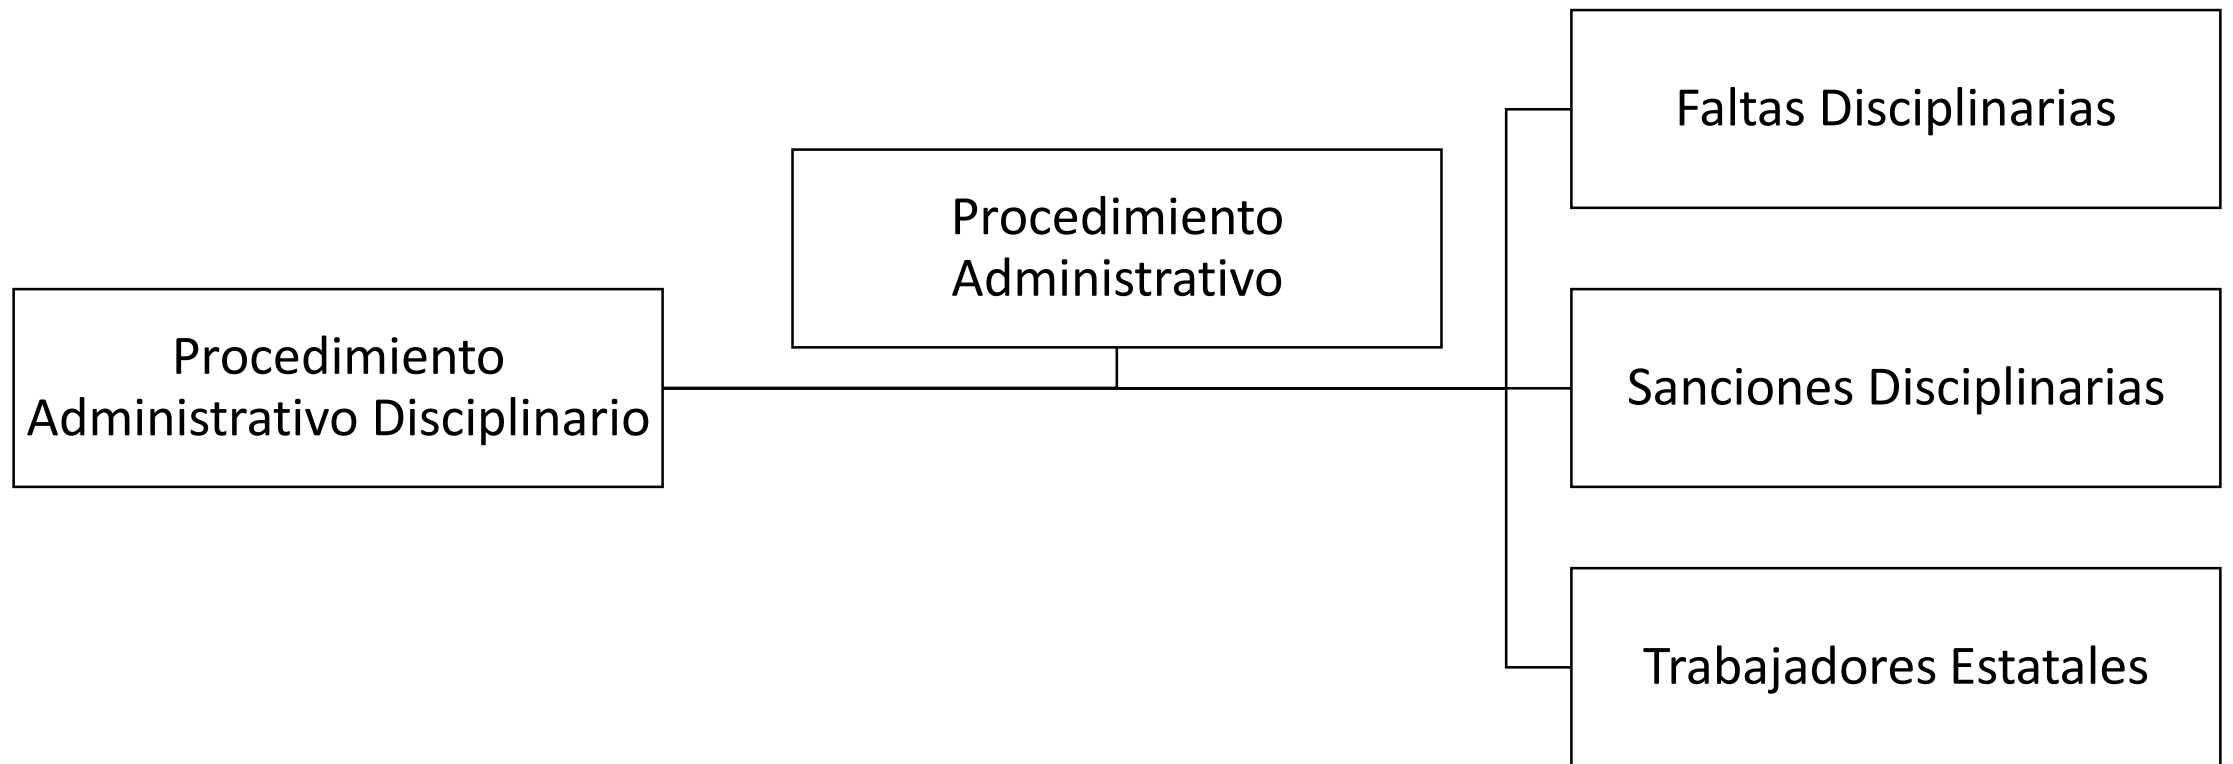 Procedimiento
Administrativo Disciplinario
Procedimiento
Administrativo
Faltas Disciplinarias
Sanciones Disciplinarias
Trabajadores Estatales